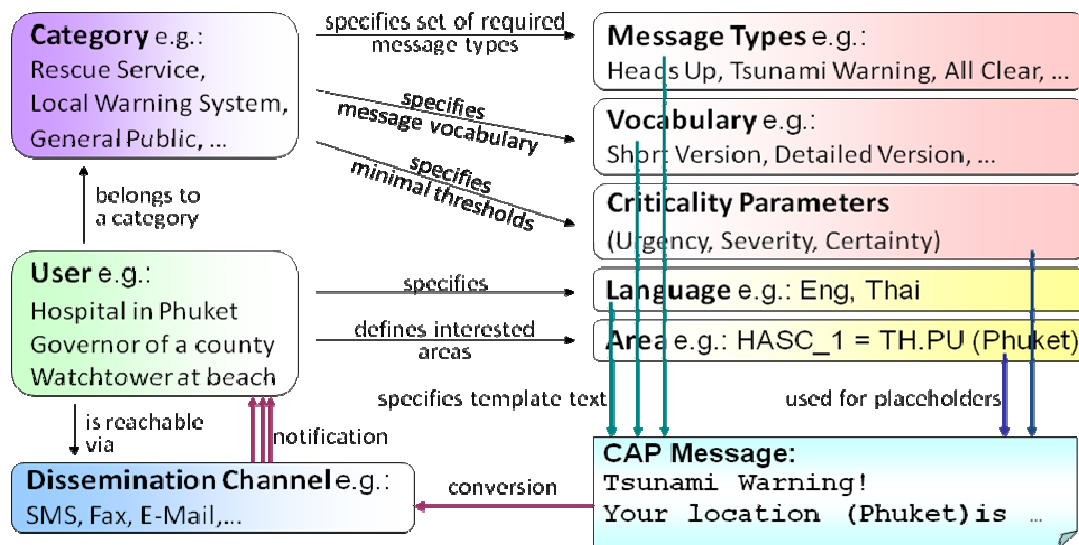 Category e.g.:
Rescue Service,
Local Warning System,
General Public, ...
specifies set of required
message types
specifies
message vocabulary
specifies
minimal thresholds
Message Types e.g.:
Heads Up, Tsunami Warning, All Clear, ...
Vocabulary e.g.:
Short Version, Detailed Version, ...
Criticality Parameters
(Urgency, Severity, Certainty)
belongs to
a category
User e.g.:
Hospital in Phuket
Governor of a county
Watchtower at beach
specifies
defines interested
areas
Language e.g.: Eng, Thai
Area e.g.: HASC_1 = TH.PU (Phuket)
specifies template text
used for placeholders
is reachable
via
notification
Dissemination Channel e.g.:
SMS, Fax, E-Mail,...
conversion
CAP Message:
Tsunami Warning!
Your location (Phuket)is …